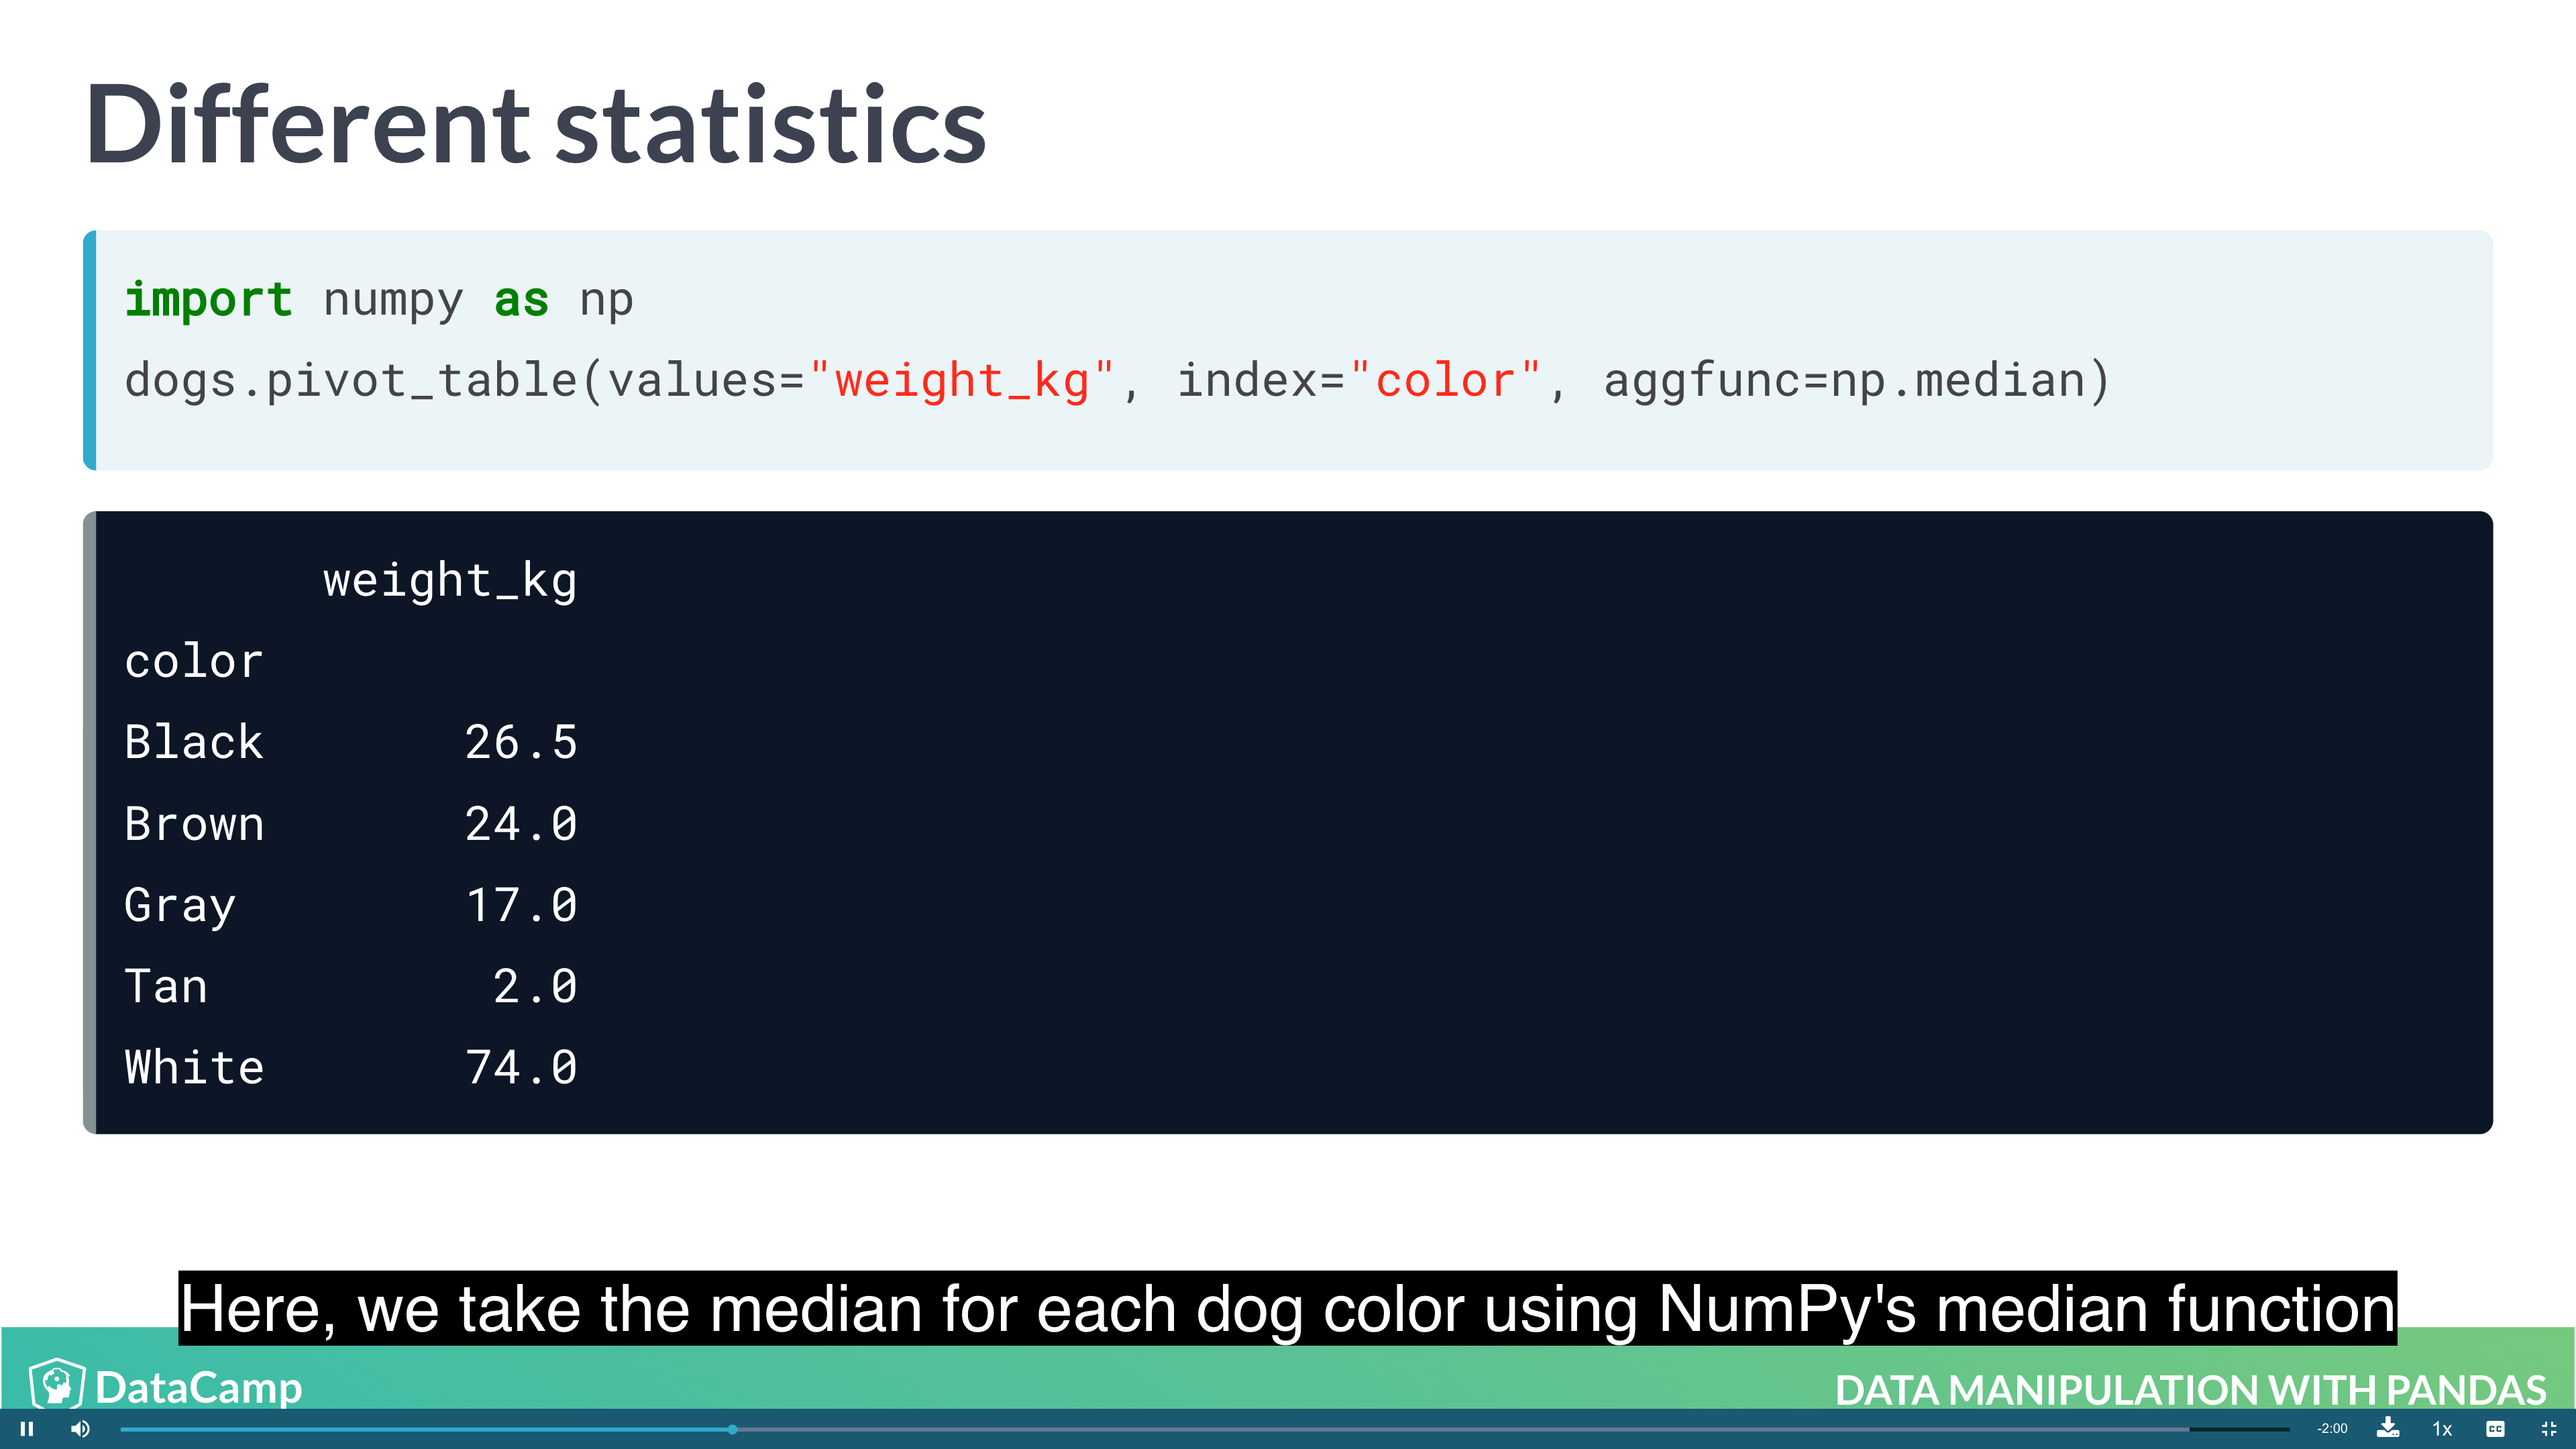 Different statistics
import numpy as np
dogs.pivot_table(values="weight_kg", index="color", aggfunc=np.median)
weight_kg
color
Black 26.5
Brown 24.0
Gray 17.0
Tan 2.0
White 74.0
Here, we take the median for each dog color using NumPy's median function
DataCamp
DATA MANIPULATION WITH PANDAS
-2:00
1x
CC